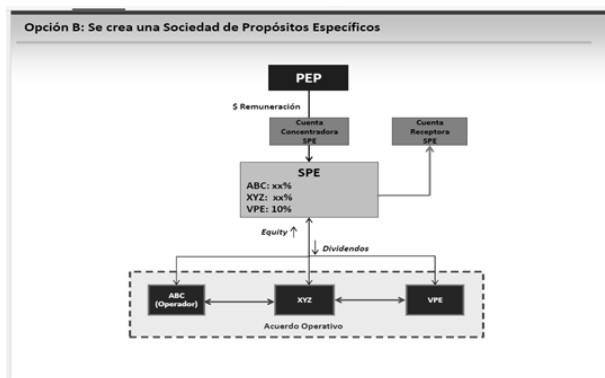 Opción B: Se crea una Sociedad de Propósitos Específicos
PEP
$ Remuneración
Cuenta
Concentradora
SPE
Cuenta
Receptora
SPE
SPE
ABC: xx%
XYZ: xx%
VPE: 10%
Equity
Dividendos
ABC
(Operador)
XYZ
VPE
Acuerdo Operativo